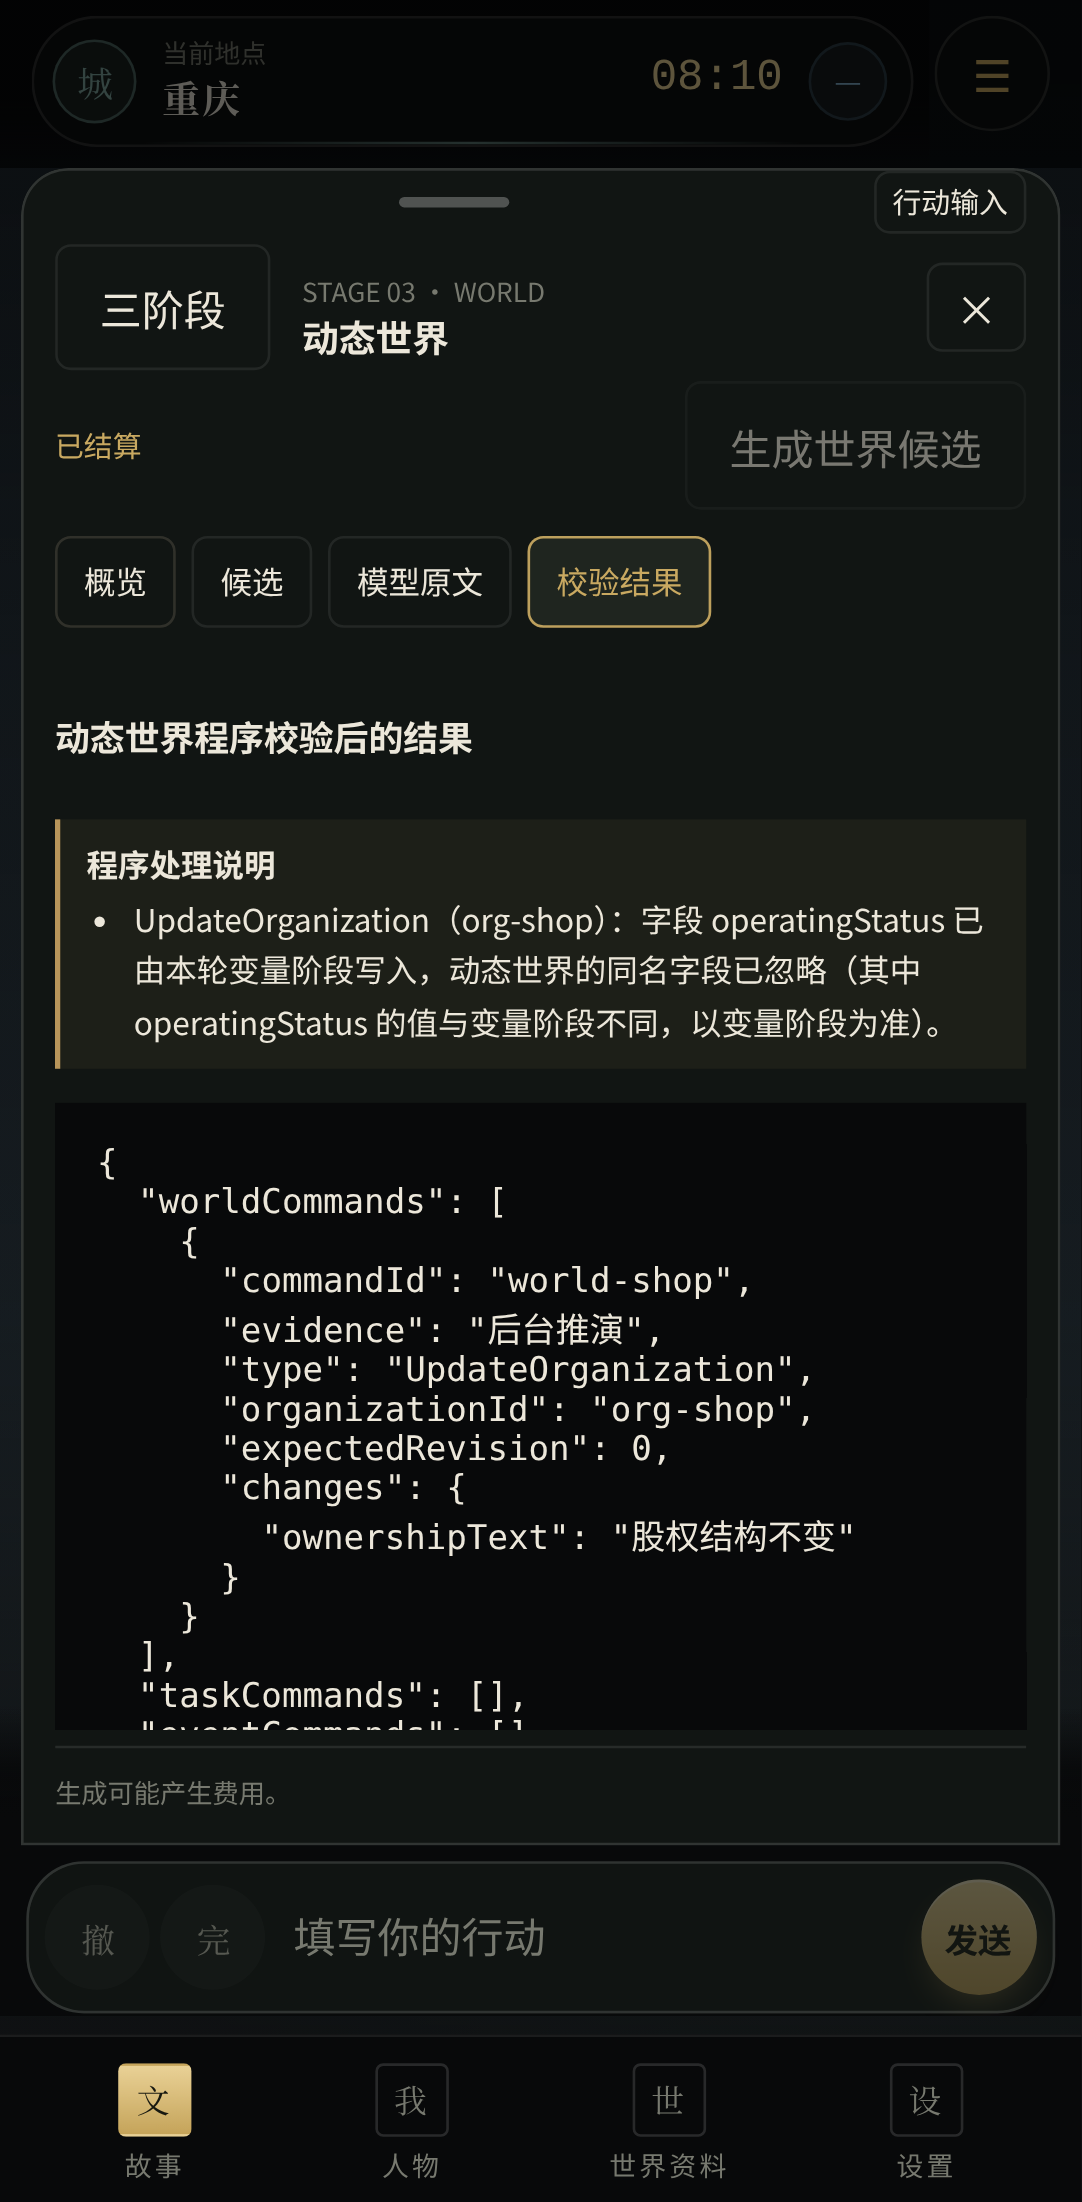 城
当前地点
重庆
08:10
—
☰
行动输入
三阶段
STAGE 03 · WORLD
动态世界
×
已结算
生成世界候选
概览
候选
模型原文
校验结果
动态世界程序校验后的结果
程序处理说明
• UpdateOrganization（org-shop）：字段 operatingStatus 已
由本轮变量阶段写入，动态世界的同名字段已忽略（其中
operatingStatus 的值与变量阶段不同，以变量阶段为准）。
{
  "worldCommands": [
    {
      "commandId": "world-shop",
      "evidence": "后台推演",
      "type": "UpdateOrganization",
      "organizationId": "org-shop",
      "expectedRevision": 0,
      "changes": {
        "ownershipText": "股权结构不变"
      }
    }
  ],
  "taskCommands": [],
  "eventCommands": []
生成可能产生费用。
撤
完
填写你的行动
发送
文
故事
我
人物
世
世界资料
设
设置